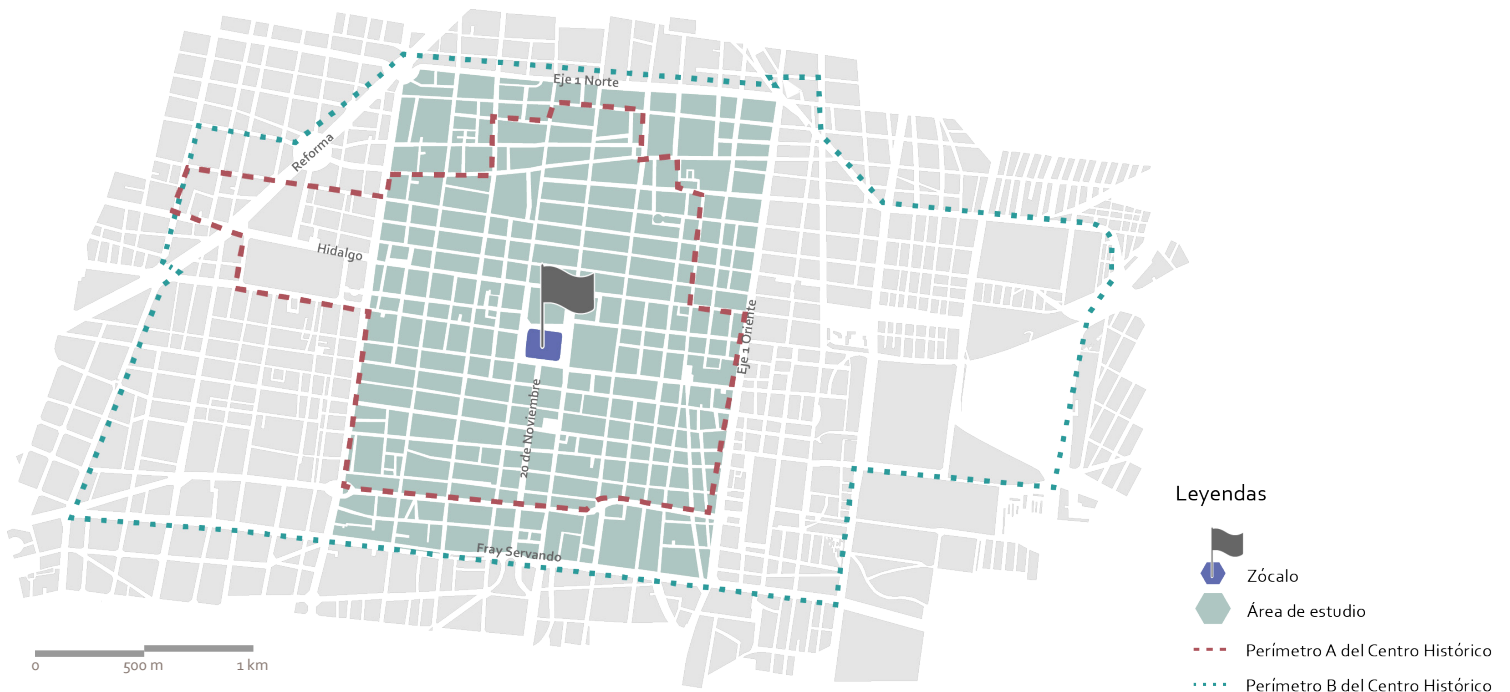 Eje 1 Norte
Reforma
Hidalgo
Eje 1 Oriente
20 de Noviembre
Fray Servando
Leyendas
Zócalo
Área de estudio
Perímetro A del Centro Histórico
Perímetro B del Centro Histórico
0 500 m 1 km